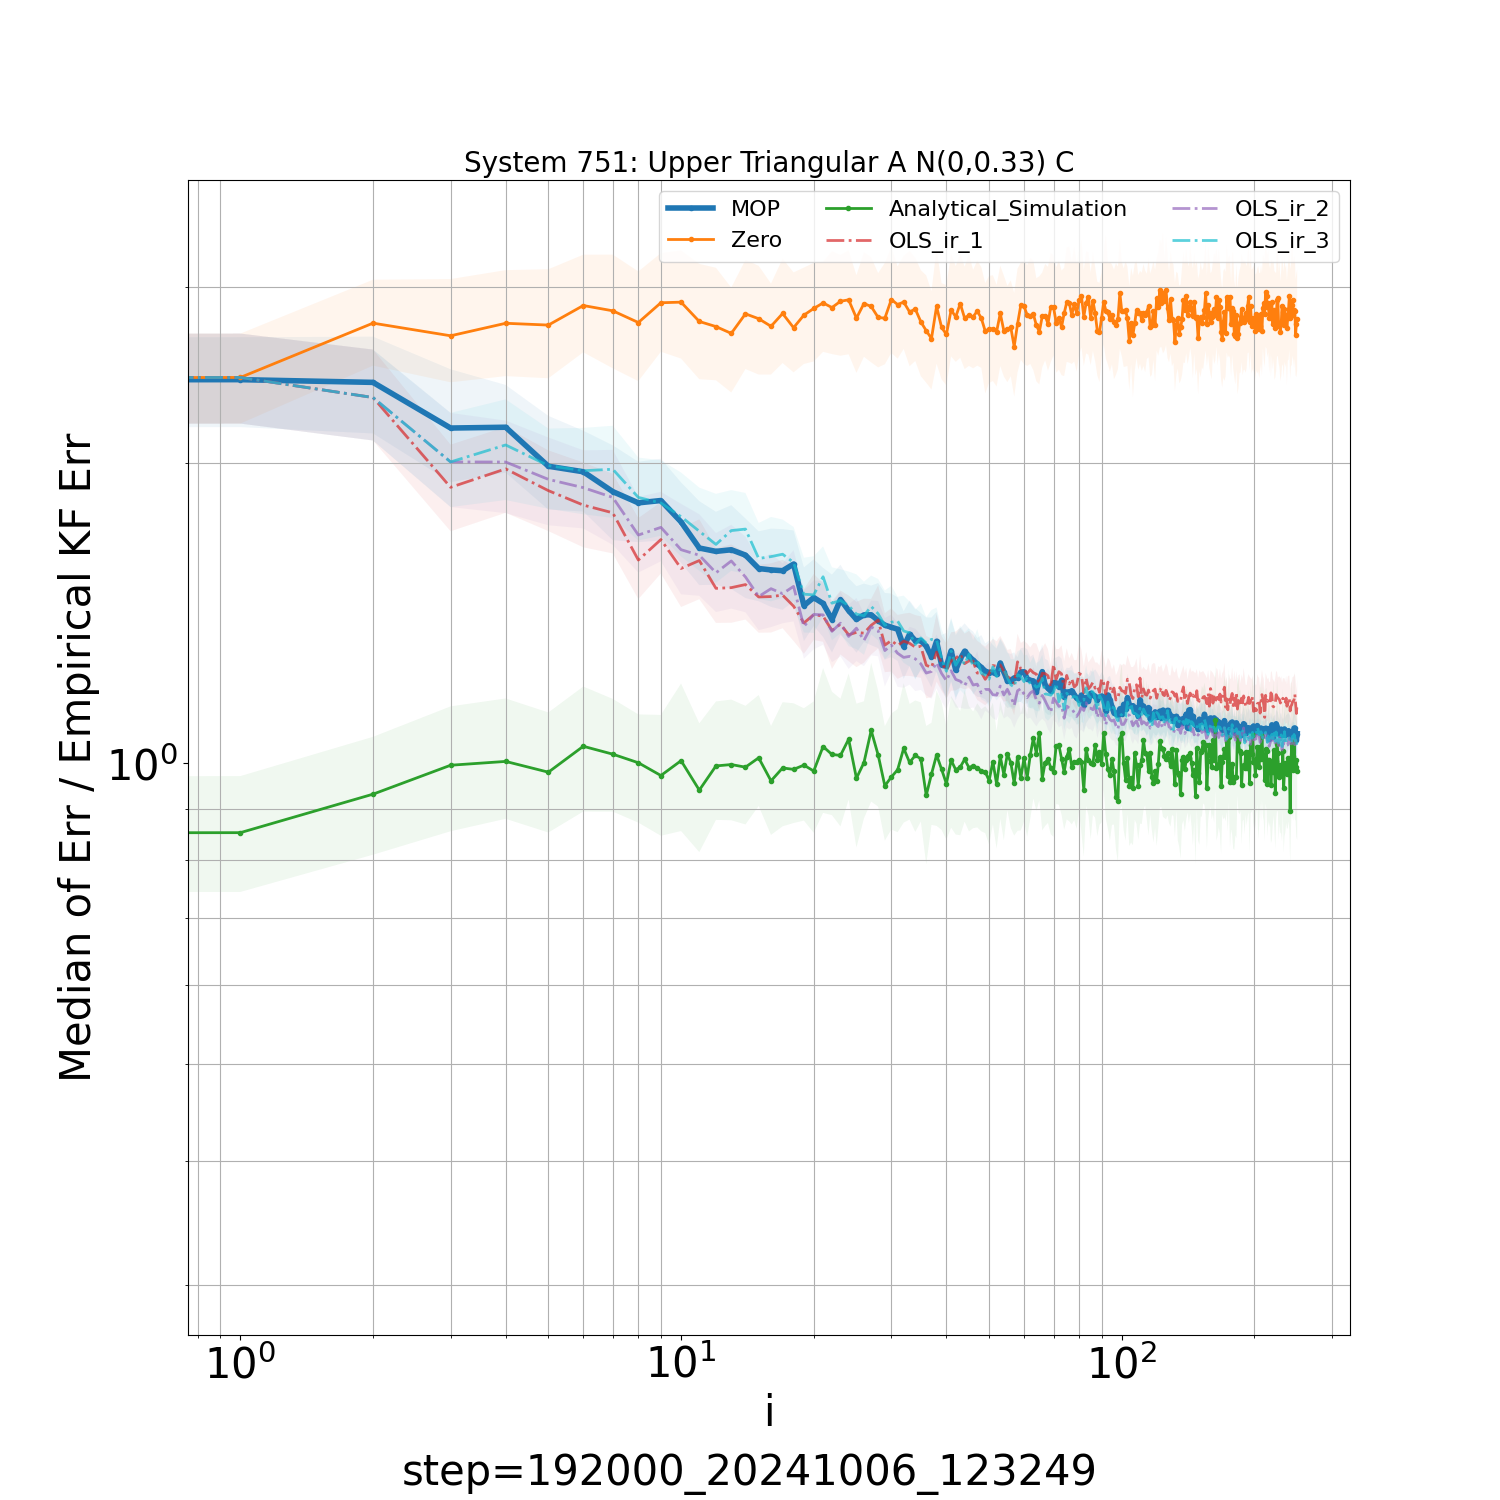 System 751: Upper Triangular A N(0,0.33) C
MOP
Zero
Analytical_Simulation
OLS_ir_1
OLS_ir_2
OLS_ir_3
Median of Err / Empirical KF Err
10⁰
10⁰
10¹
10²
i
step=192000_20241006_123249